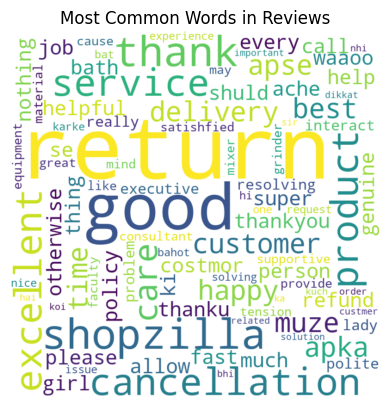 Most Common Words in Reviews
experience
cause
bat
important
nhi
job
thank
every
call
waaoo
nothing
material
bath
apse
help
service
shuld
ache
dikkat
helpful
delivery
best
interact
karke
really
satishfied
se
return
equipment
great
mind
mixer
grinder
sit
product
genuine
excellent
otherwise
thing
like
executive
resolving
hi
super
good
one
request
thankyou
consultant
customer
supportive
time
policy
care
bahot
solving
costmor
person
provide
kuch
order
nice
faculty
problem
ki
happy
refund
hai
koi
thanku
ka
tension
muze
custmer
shopzilla
related
solution
lady
issue
please
allow
fast
much
apka
polite
girl
cancellation
bhi
may